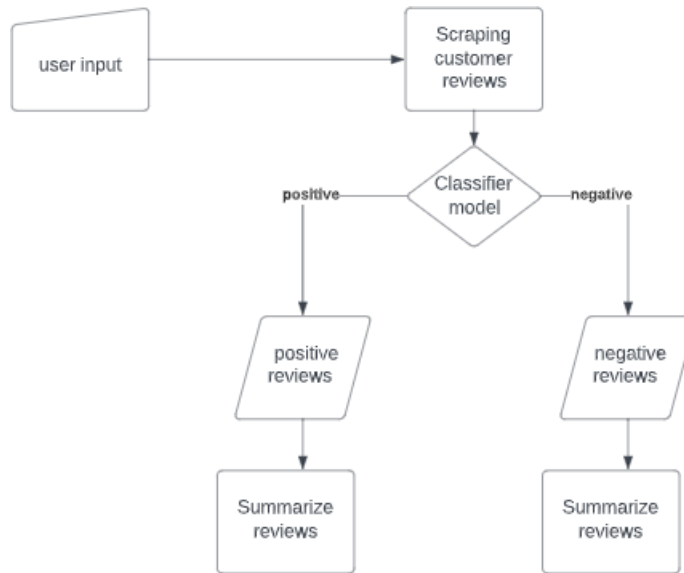 user input
Scraping
customer
reviews
Classifier
model
positive
negative
positive
reviews
negative
reviews
Summarize
reviews
Summarize
reviews